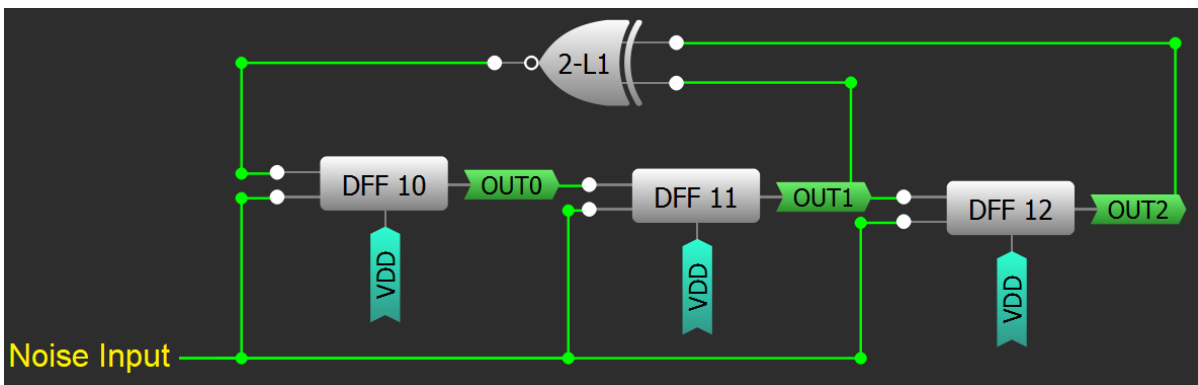 2-L1
DFF 10
OUT0
DFF 11
OUT1
DFF 12
OUT2
VDD
VDD
VDD
Noise Input